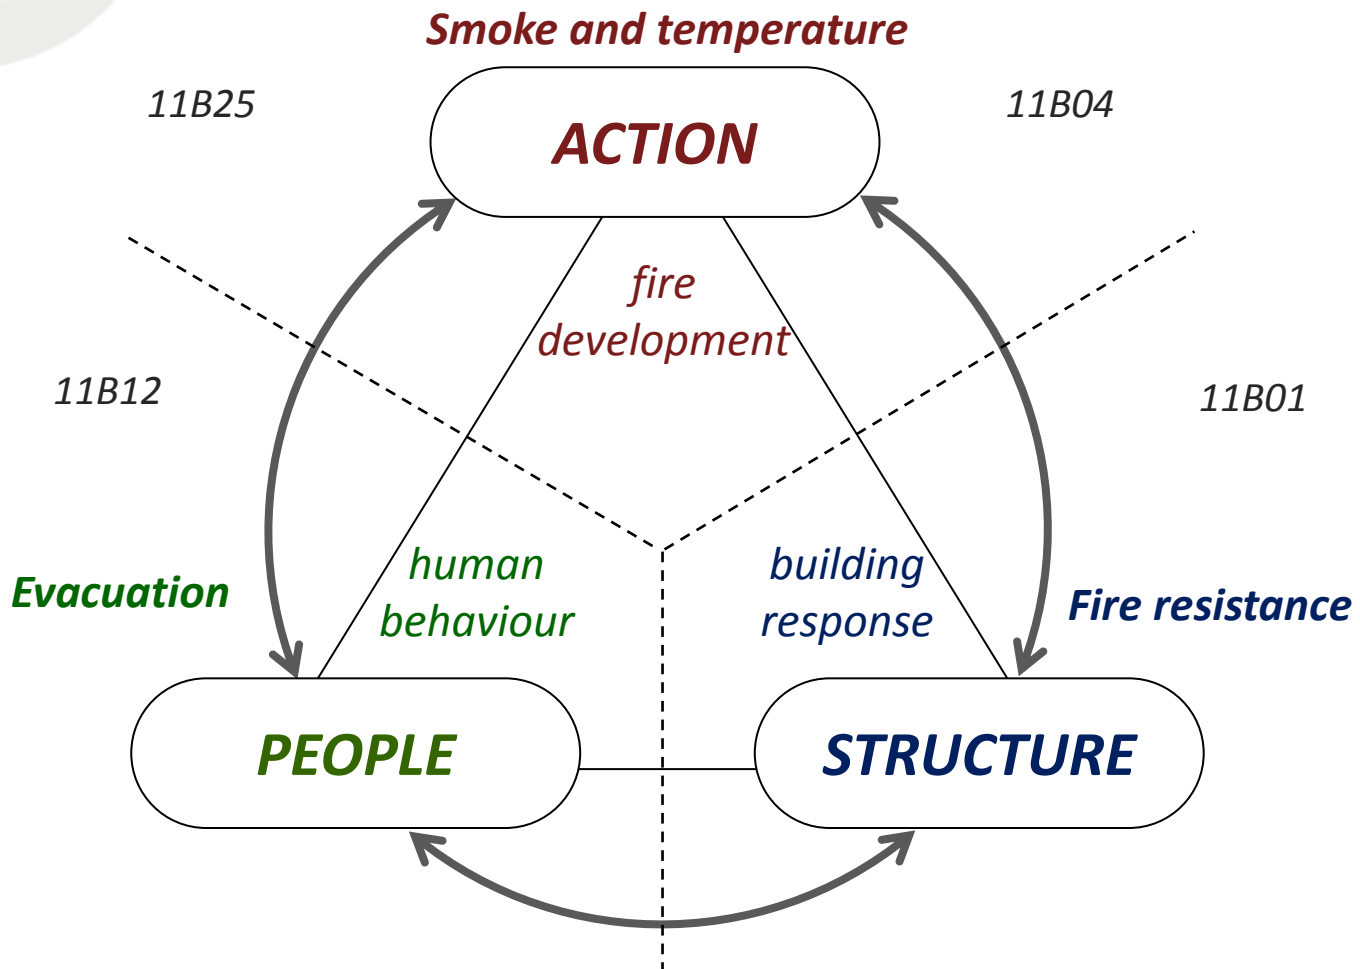 Smoke and temperature
11B25
11B04
ACTION
fire
development
11B12
11B01
human
behaviour
building
response
Evacuation
Fire resistance
PEOPLE
STRUCTURE